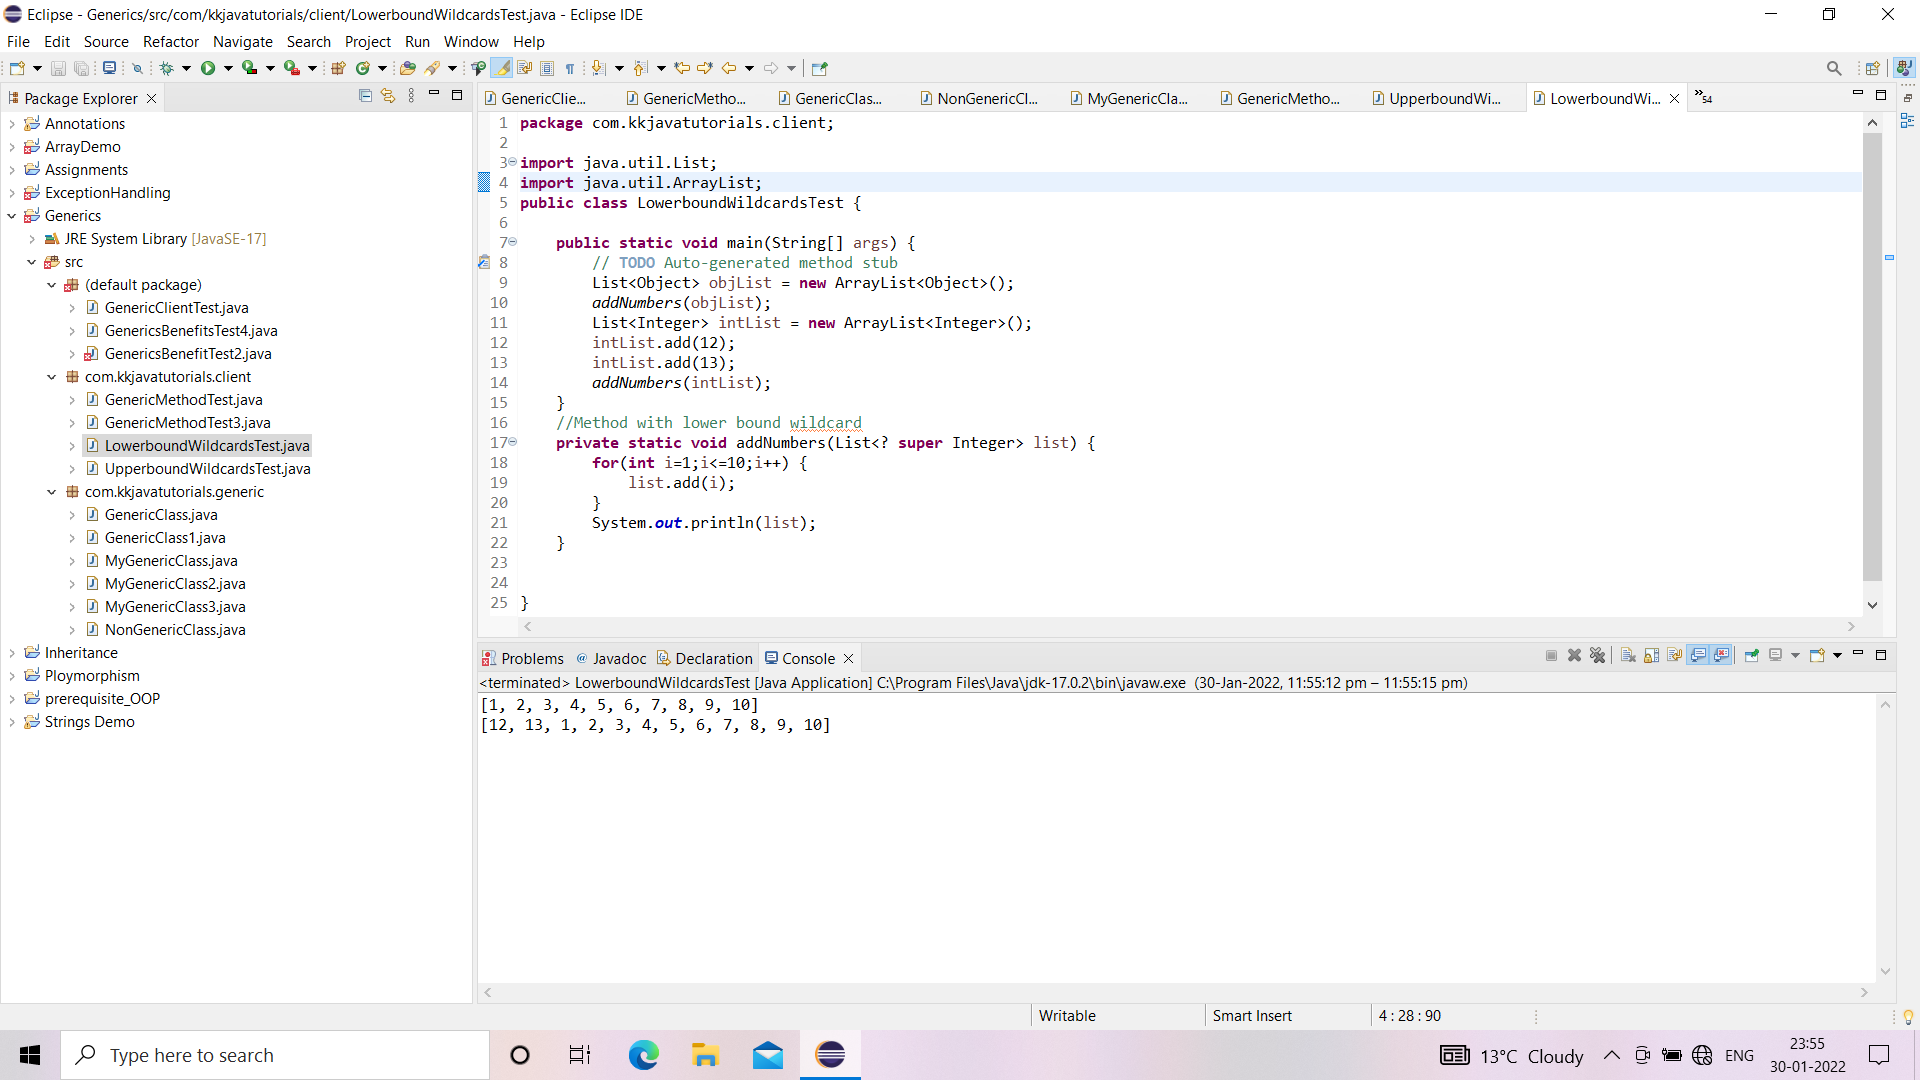 Eclipse - Generics/src/com/kkjavatutorials/client/LowerboundWildcardsTest.java - Eclipse IDE
File Edit Source Refactor Navigate Search Project Run Window Help
Package Explorer
Annotations
ArrayDemo
Assignments
ExceptionHandling
Generics
JRE System Library [JavaSE-17]
src
(default package)
GenericClientTest.java
GenericsBenefitsTest4.java
GenericsBenefitTest2.java
com.kkjavatutorials.client
GenericMethodTest.java
GenericMethodTest3.java
LowerboundWildcardsTest.java
UpperboundWildcardsTest.java
com.kkjavatutorials.generic
GenericClass.java
GenericClass1.java
MyGenericClass.java
MyGenericClass2.java
MyGenericClass3.java
NonGenericClass.java
Inheritance
Ploymorphism
prerequisite_OOP
Strings Demo
GenericClie... GenericMetho... GenericClas... NonGenericCl... MyGenericCla... GenericMetho... UpperboundWi... LowerboundWi... »54
1 package com.kkjavatutorials.client;
2
3 import java.util.List;
4 import java.util.ArrayList;
5 public class LowerboundWildcardsTest {
6
7 public static void main(String[] args) {
8 // TODO Auto-generated method stub
9 List<Object> objList = new ArrayList<Object>();
10 addNumbers(objList);
11 List<Integer> intList = new ArrayList<Integer>();
12 intList.add(12);
13 intList.add(13);
14 addNumbers(intList);
15 }
16 //Method with lower bound wildcard
17 private static void addNumbers(List<? super Integer> list) {
18 for(int i=1;i<=10;i++) {
19 list.add(i);
20 }
21 System.out.println(list);
22 }
23
24
25 }
Problems @ Javadoc Declaration Console
<terminated> LowerboundWildcardsTest [Java Application] C:\Program Files\Java\jdk-17.0.2\bin\javaw.exe (30-Jan-2022, 11:55:12 pm – 11:55:15 pm)
[1, 2, 3, 4, 5, 6, 7, 8, 9, 10]
[12, 13, 1, 2, 3, 4, 5, 6, 7, 8, 9, 10]
Writable Smart Insert 4 : 28 : 90
Type here to search
13°C Cloudy
ENG
23:55
30-01-2022